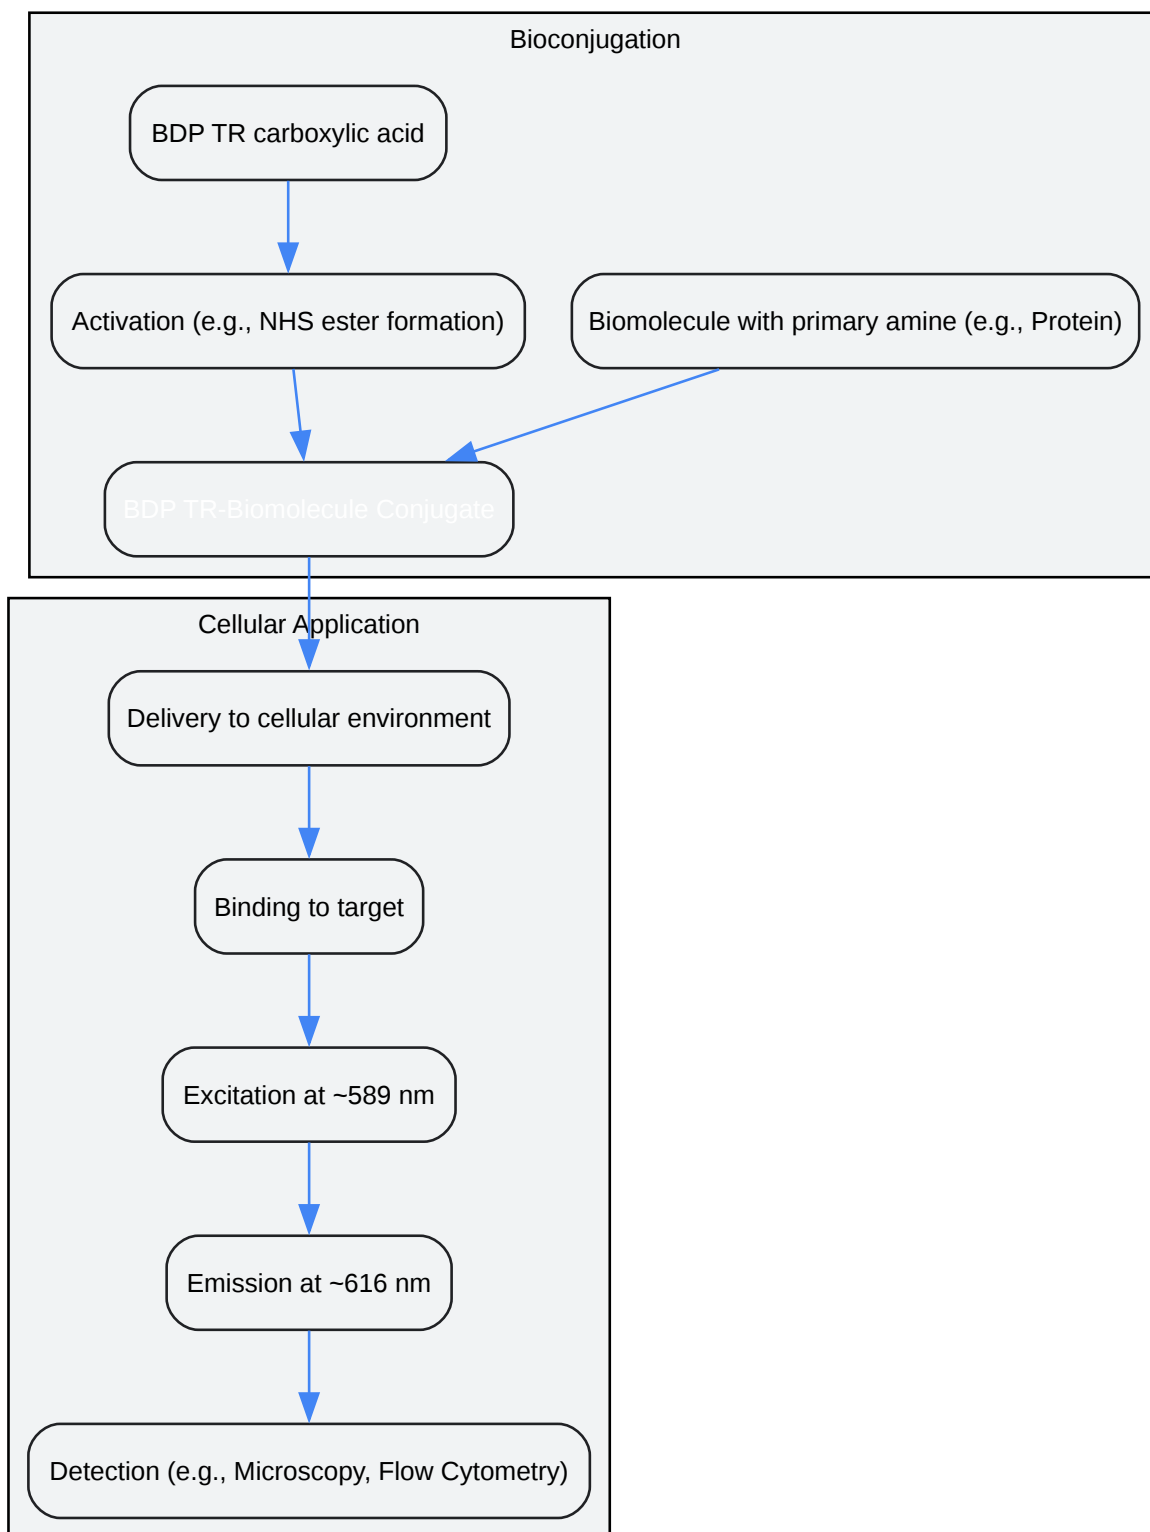 Bioconjugation
BDP TR carboxylic acid
Activation (e.g., NHS ester formation)
Biomolecule with primary amine (e.g., Protein)
BDP TR-Biomolecule Conjugate
Cellular Application
Delivery to cellular environment
Binding to target
Excitation at ~589 nm
Emission at ~616 nm
Detection (e.g., Microscopy, Flow Cytometry)